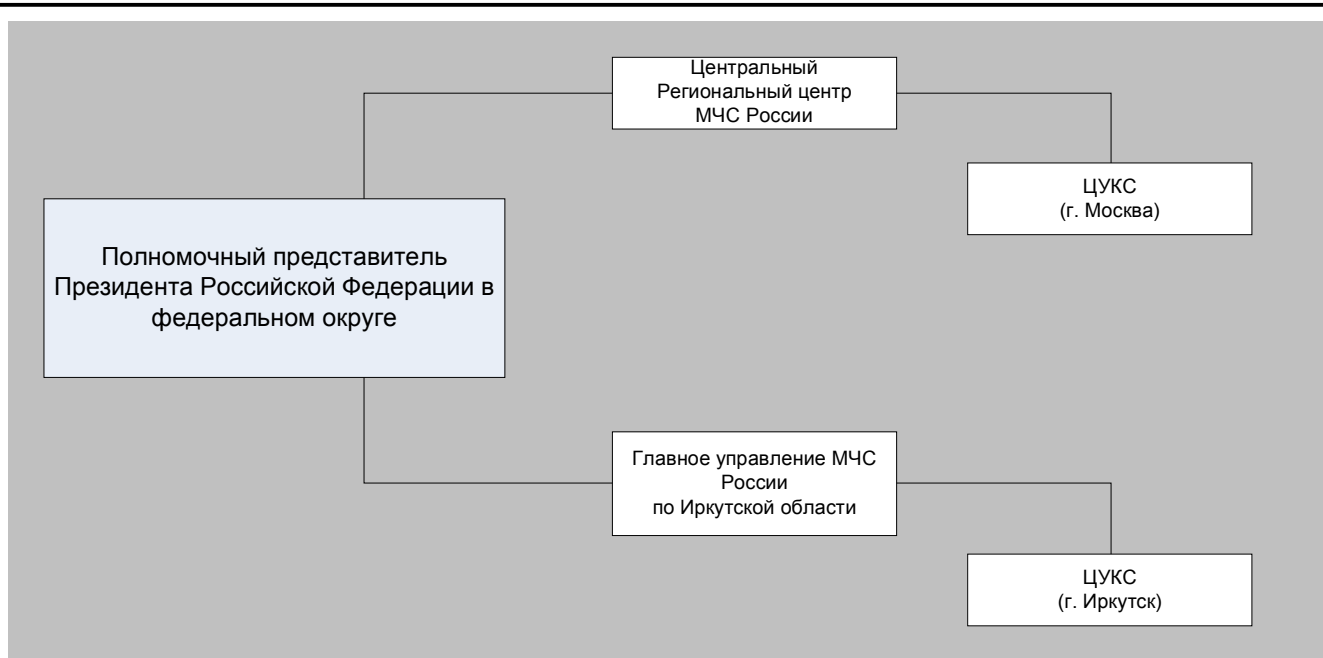 Центральный
Региональный центр
МЧС России
ЦУКС
(г. Москва)
Полномочный представитель
Президента Российской Федерации в
федеральном округе
Главное управление МЧС
России
по Иркутской области
ЦУКС
(г. Иркутск)